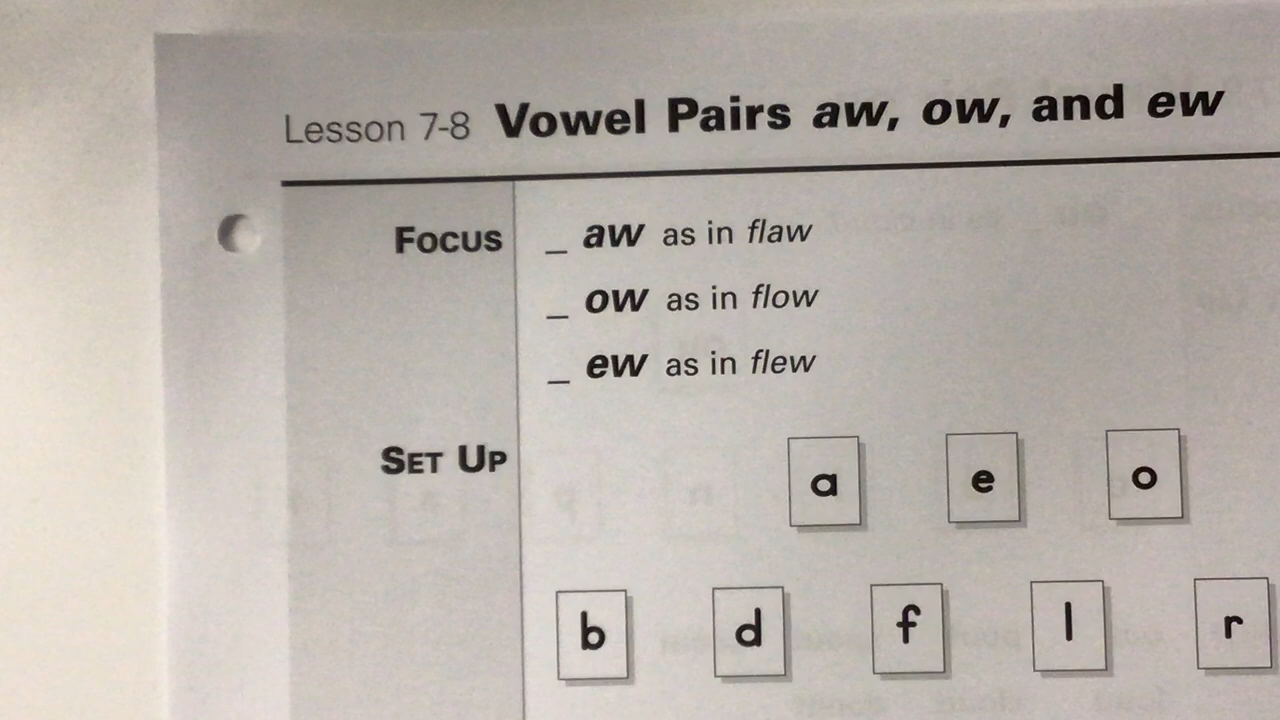 Lesson 7-8 Vowel Pairs aw, ow, and ew
FOCUS
_ aw as in flaw
_ ow as in flow
_ ew as in flew
SET UP
a e o
b d f l r